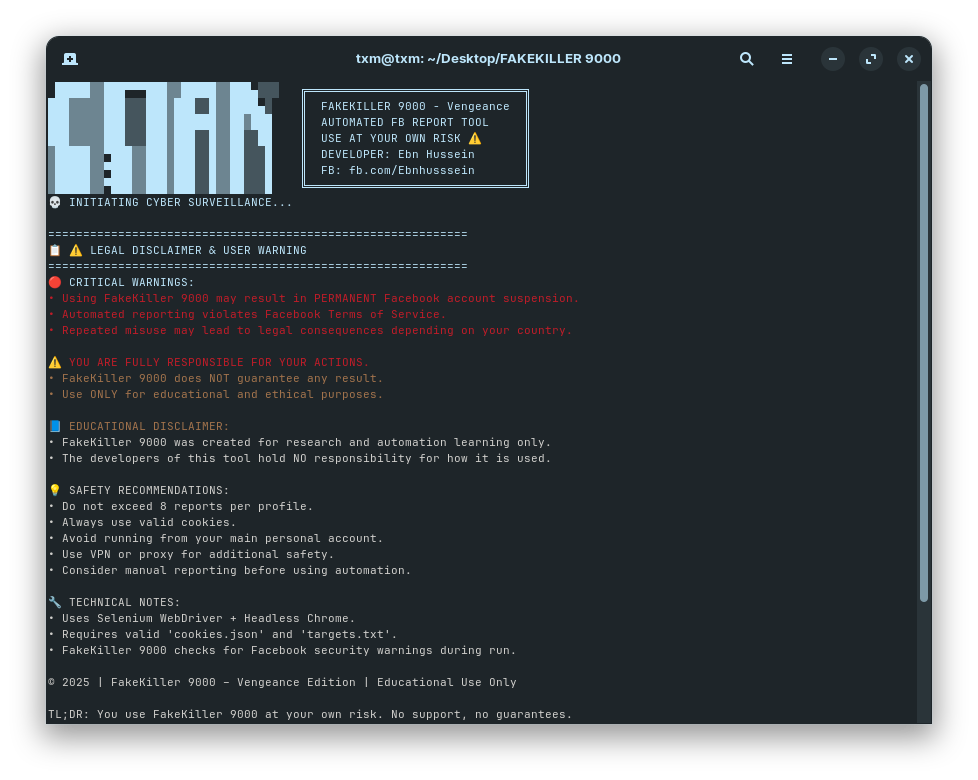 txm@txm: ~/Desktop/FAKEKILLER 9000
FAKEKILLER 9000 - Vengeance
AUTOMATED FB REPORT TOOL
USE AT YOUR OWN RISK ⚠️
DEVELOPER: Ebn Hussein
FB: fb.com/Ebnhusssein
💀 INITIATING CYBER SURVEILLANCE...
============================================================
📋 ⚠️ LEGAL DISCLAIMER & USER WARNING
============================================================
🔴 CRITICAL WARNINGS:
• Using FakeKiller 9000 may result in PERMANENT Facebook account suspension.
• Automated reporting violates Facebook Terms of Service.
• Repeated misuse may lead to legal consequences depending on your country.
⚠️ YOU ARE FULLY RESPONSIBLE FOR YOUR ACTIONS.
• FakeKiller 9000 does NOT guarantee any result.
• Use ONLY for educational and ethical purposes.
📘 EDUCATIONAL DISCLAIMER:
• FakeKiller 9000 was created for research and automation learning only.
• The developers of this tool hold NO responsibility for how it is used.
💡 SAFETY RECOMMENDATIONS:
• Do not exceed 8 reports per profile.
• Always use valid cookies.
• Avoid running from your main personal account.
• Use VPN or proxy for additional safety.
• Consider manual reporting before using automation.
🔧 TECHNICAL NOTES:
• Uses Selenium WebDriver + Headless Chrome.
• Requires valid 'cookies.json' and 'targets.txt'.
• FakeKiller 9000 checks for Facebook security warnings during run.
© 2025 | FakeKiller 9000 – Vengeance Edition | Educational Use Only
TL;DR: You use FakeKiller 9000 at your own risk. No support, no guarantees.